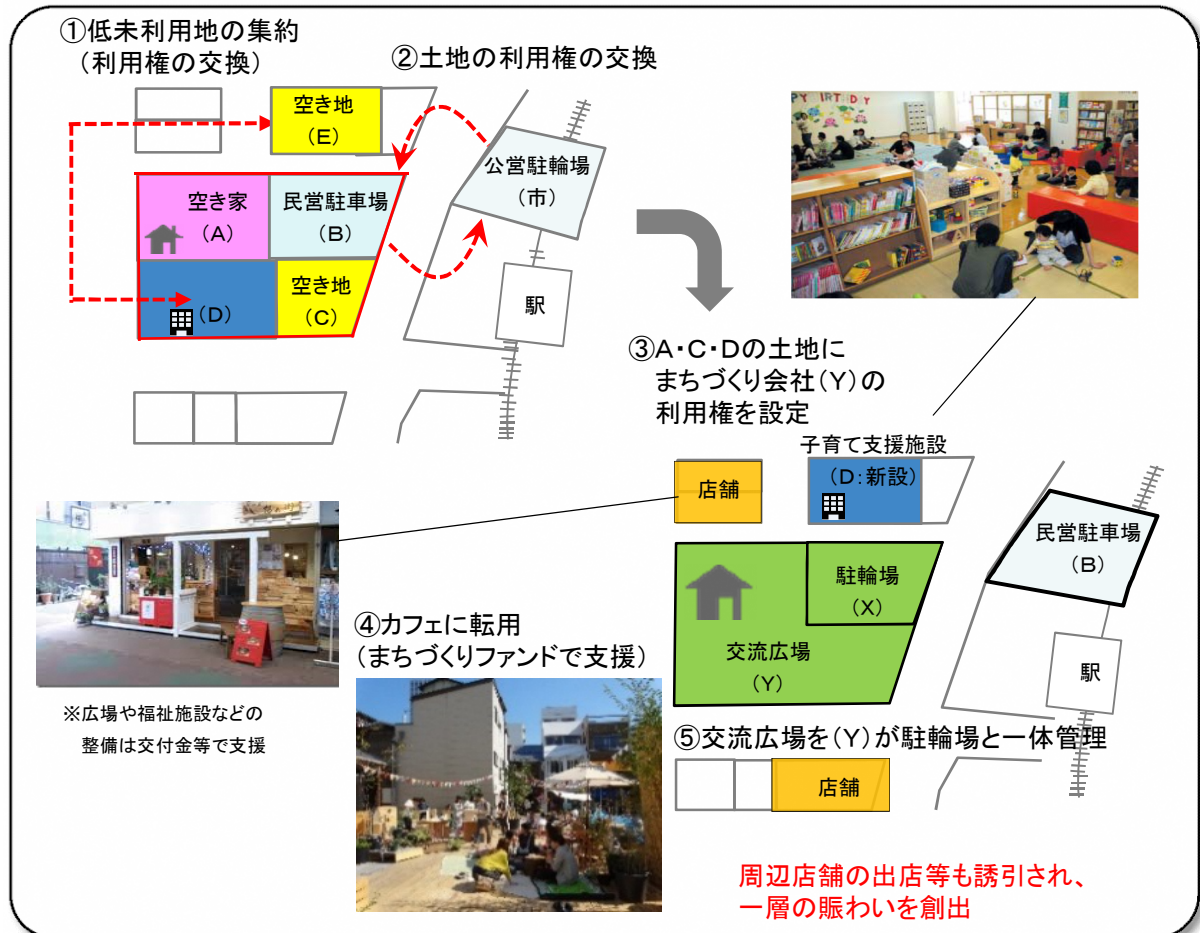 ①低未利用地の集約
(利用権の交換)
②土地の利用権の交換
空き地
(E)
公営駐輪場
(市)
空き家
(A)
民営駐車場
(B)
(D)
空き地
(C)
駅
③A・C・Dの土地に
まちづくり会社(Y)の
利用権を設定
子育て支援施設
(D:新設)
店舗
民営駐車場
(B)
駐輪場
(X)
交流広場
(Y)
駅
④カフェに転用
(まちづくりファンドで支援)
※広場や福祉施設などの
整備は交付金等で支援
⑤交流広場を(Y)が駐輪場と一体管理
店舗
周辺店舗の出店等も誘引され、
一層の賑わいを創出